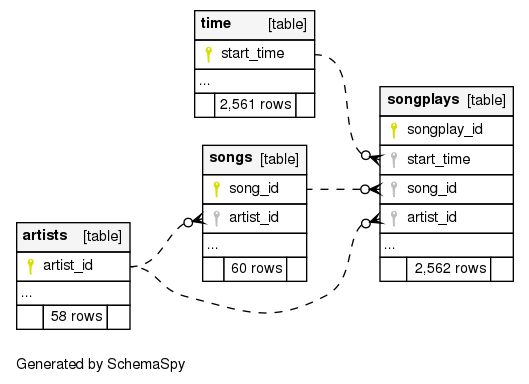 time [table]
start_time
...
2,561 rows
songplays [table]
songplay_id
start_time
song_id
artist_id
...
2,562 rows
songs [table]
song_id
artist_id
...
60 rows
artists [table]
artist_id
...
58 rows
Generated by SchemaSpy